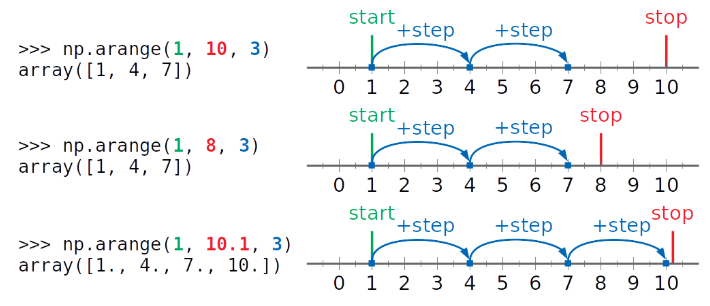 start
stop
+step +step
>>> np.arange(1, 10, 3)
array([1, 4, 7])
0 1 2 3 4 5 6 7 8 9 10
start
stop
+step +step
>>> np.arange(1, 8, 3)
array([1, 4, 7])
0 1 2 3 4 5 6 7 8 9 10
start
stop
+step +step +step
>>> np.arange(1, 10.1, 3)
array([1., 4., 7., 10.])
0 1 2 3 4 5 6 7 8 9 10